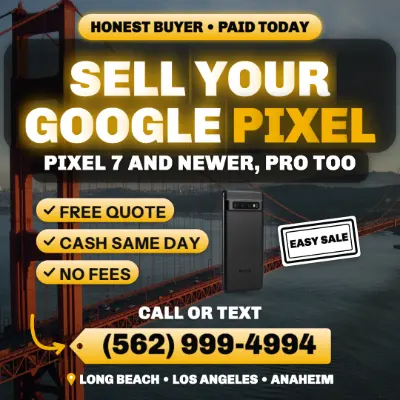 HONEST BUYER • PAID TODAY
SELL YOUR
GOOGLE PIXEL
PIXEL 7 AND NEWER, PRO TOO
FREE QUOTE
CASH SAME DAY
NO FEES
EASY SALE
CALL OR TEXT
(562) 999-4994
LONG BEACH • LOS ANGELES • ANAHEIM